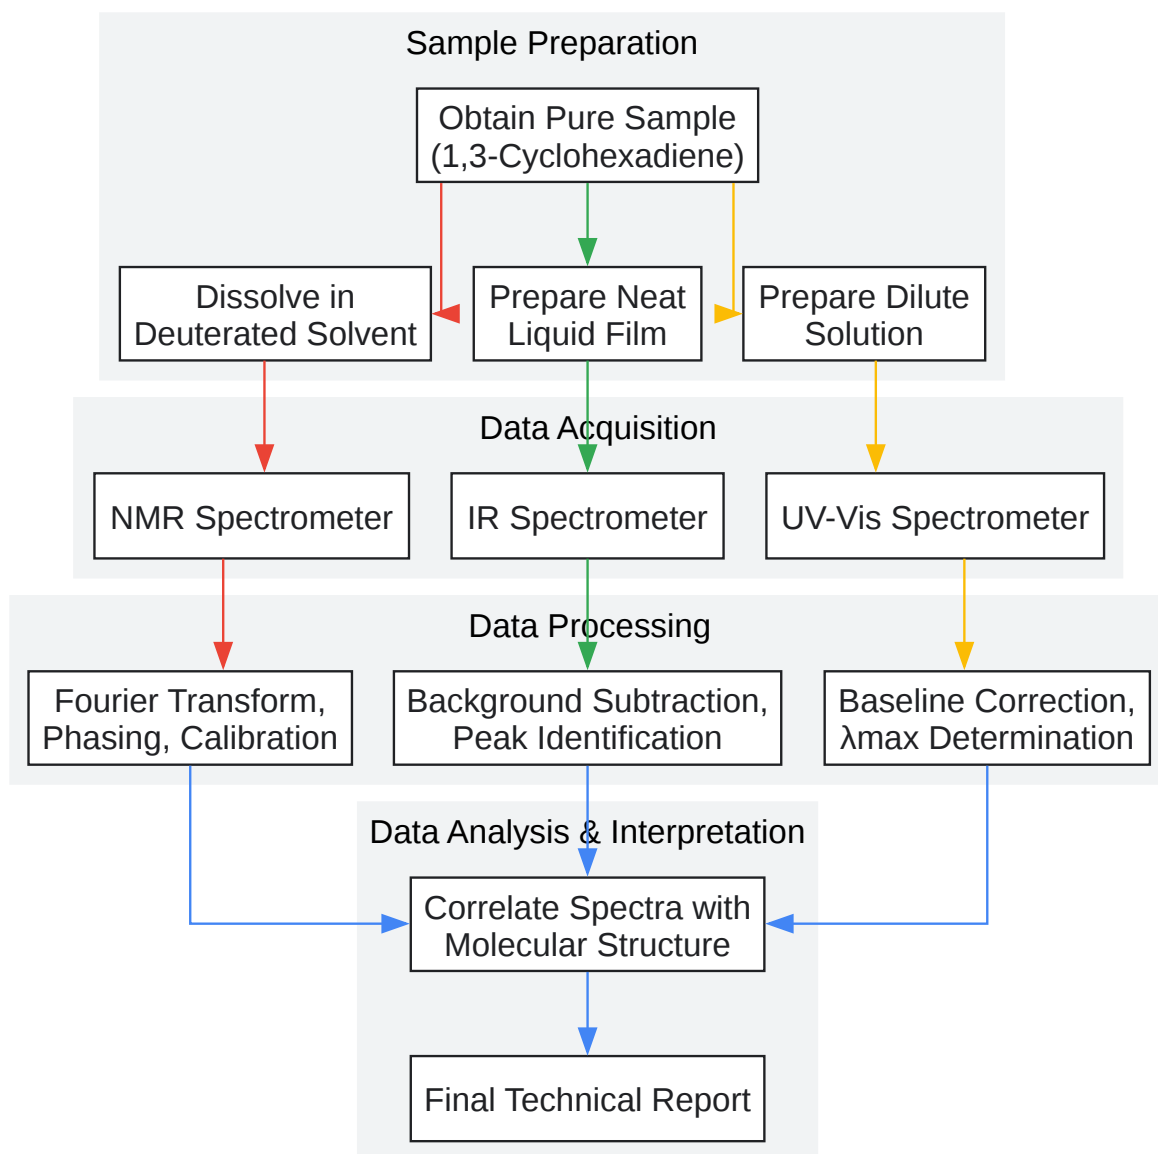 Sample Preparation
Obtain Pure Sample
(1,3-Cyclohexadiene)
Dissolve in
Deuterated Solvent
Prepare Neat
Liquid Film
Prepare Dilute
Solution
Data Acquisition
NMR Spectrometer
IR Spectrometer
UV-Vis Spectrometer
Data Processing
Fourier Transform,
Phasing, Calibration
Background Subtraction,
Peak Identification
Baseline Correction,
λmax Determination
Data Analysis & Interpretation
Correlate Spectra with
Molecular Structure
Final Technical Report